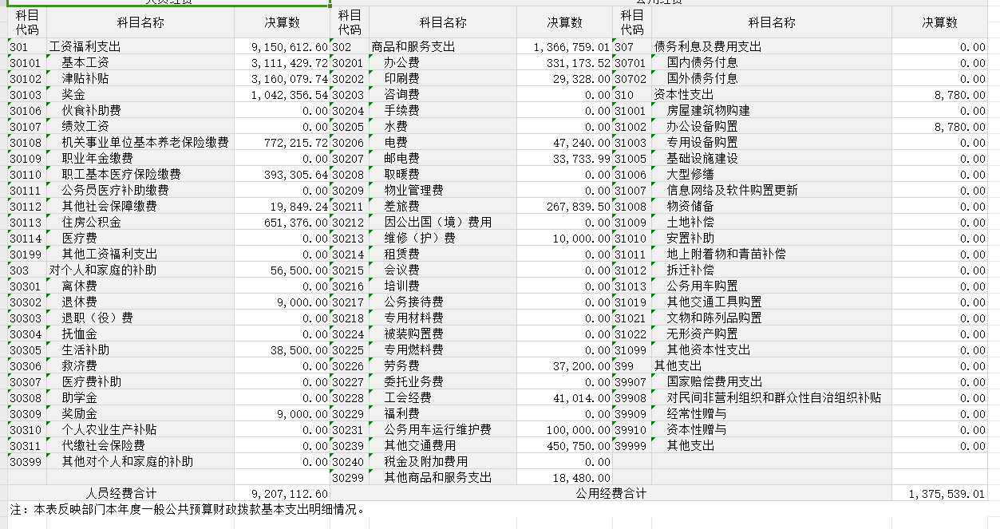 人员经费 公用经费
科目代码 科目名称 决算数 科目代码 科目名称 决算数 科目代码 科目名称 决算数
301 工资福利支出 9,150,612.60 302 商品和服务支出 1,366,759.01 307 债务利息及费用支出 0.00
30101 基本工资 3,111,429.72 30201 办公费 331,173.52 30701 国内债务付息 0.00
30102 津贴补贴 3,160,079.74 30202 印刷费 29,328.00 30702 国外债务付息 0.00
30103 奖金 1,042,356.54 30203 咨询费 0.00 310 资本性支出 8,780.00
30106 伙食补助费 0.00 30204 手续费 0.00 31001 房屋建筑物购建 0.00
30107 绩效工资 0.00 30205 水费 0.00 31002 办公设备购置 8,780.00
30108 机关事业单位基本养老保险缴费 772,215.72 30206 电费 47,240.00 31003 专用设备购置 0.00
30109 职业年金缴费 0.00 30207 邮电费 33,733.99 31005 基础设施建设 0.00
30110 职工基本医疗保险缴费 393,305.64 30208 取暖费 0.00 31006 大型修缮 0.00
30111 公务员医疗补助缴费 0.00 30209 物业管理费 0.00 31007 信息网络及软件购置更新 0.00
30112 其他社会保障缴费 19,849.24 30211 差旅费 267,839.50 31008 物资储备 0.00
30113 住房公积金 651,376.00 30212 因公出国（境）费用 0.00 31009 土地补偿 0.00
30114 医疗费 0.00 30213 维修（护）费 10,000.00 31010 安置补助 0.00
30199 其他工资福利支出 0.00 30214 租赁费 0.00 31011 地上附着物和青苗补偿 0.00
303 对个人和家庭的补助 56,500.00 30215 会议费 0.00 31012 拆迁补偿 0.00
30301 离休费 0.00 30216 培训费 0.00 31013 公务用车购置 0.00
30302 退休费 9,000.00 30217 公务接待费 0.00 31019 其他交通工具购置 0.00
30303 退职（役）费 0.00 30218 专用材料费 0.00 31021 文物和陈列品购置 0.00
30304 抚恤金 0.00 30224 被装购置费 0.00 31022 无形资产购置 0.00
30305 生活补助 38,500.00 30225 专用燃料费 0.00 31099 其他资本性支出 0.00
30306 救济费 0.00 30226 劳务费 37,200.00 399 其他支出 0.00
30307 医疗费补助 0.00 30227 委托业务费 0.00 39907 国家赔偿费用支出 0.00
30308 助学金 0.00 30228 工会经费 41,014.00 39908 对民间非营利组织和群众性自治组织补贴 0.00
30309 奖励金 9,000.00 30229 福利费 0.00 39909 经常性赠与 0.00
30310 个人农业生产补贴 0.00 30231 公务用车运行维护费 100,000.00 39910 资本性赠与 0.00
30311 代缴社会保险费 0.00 30239 其他交通费用 450,750.00 39999 其他支出 0.00
30399 其他对个人和家庭的补助 0.00 30240 税金及附加费用 0.00
30299 其他商品和服务支出 18,480.00
人员经费合计 9,207,112.60 公用经费合计 1,375,539.01
注：本表反映部门本年度一般公共预算财政拨款基本支出明细情况。